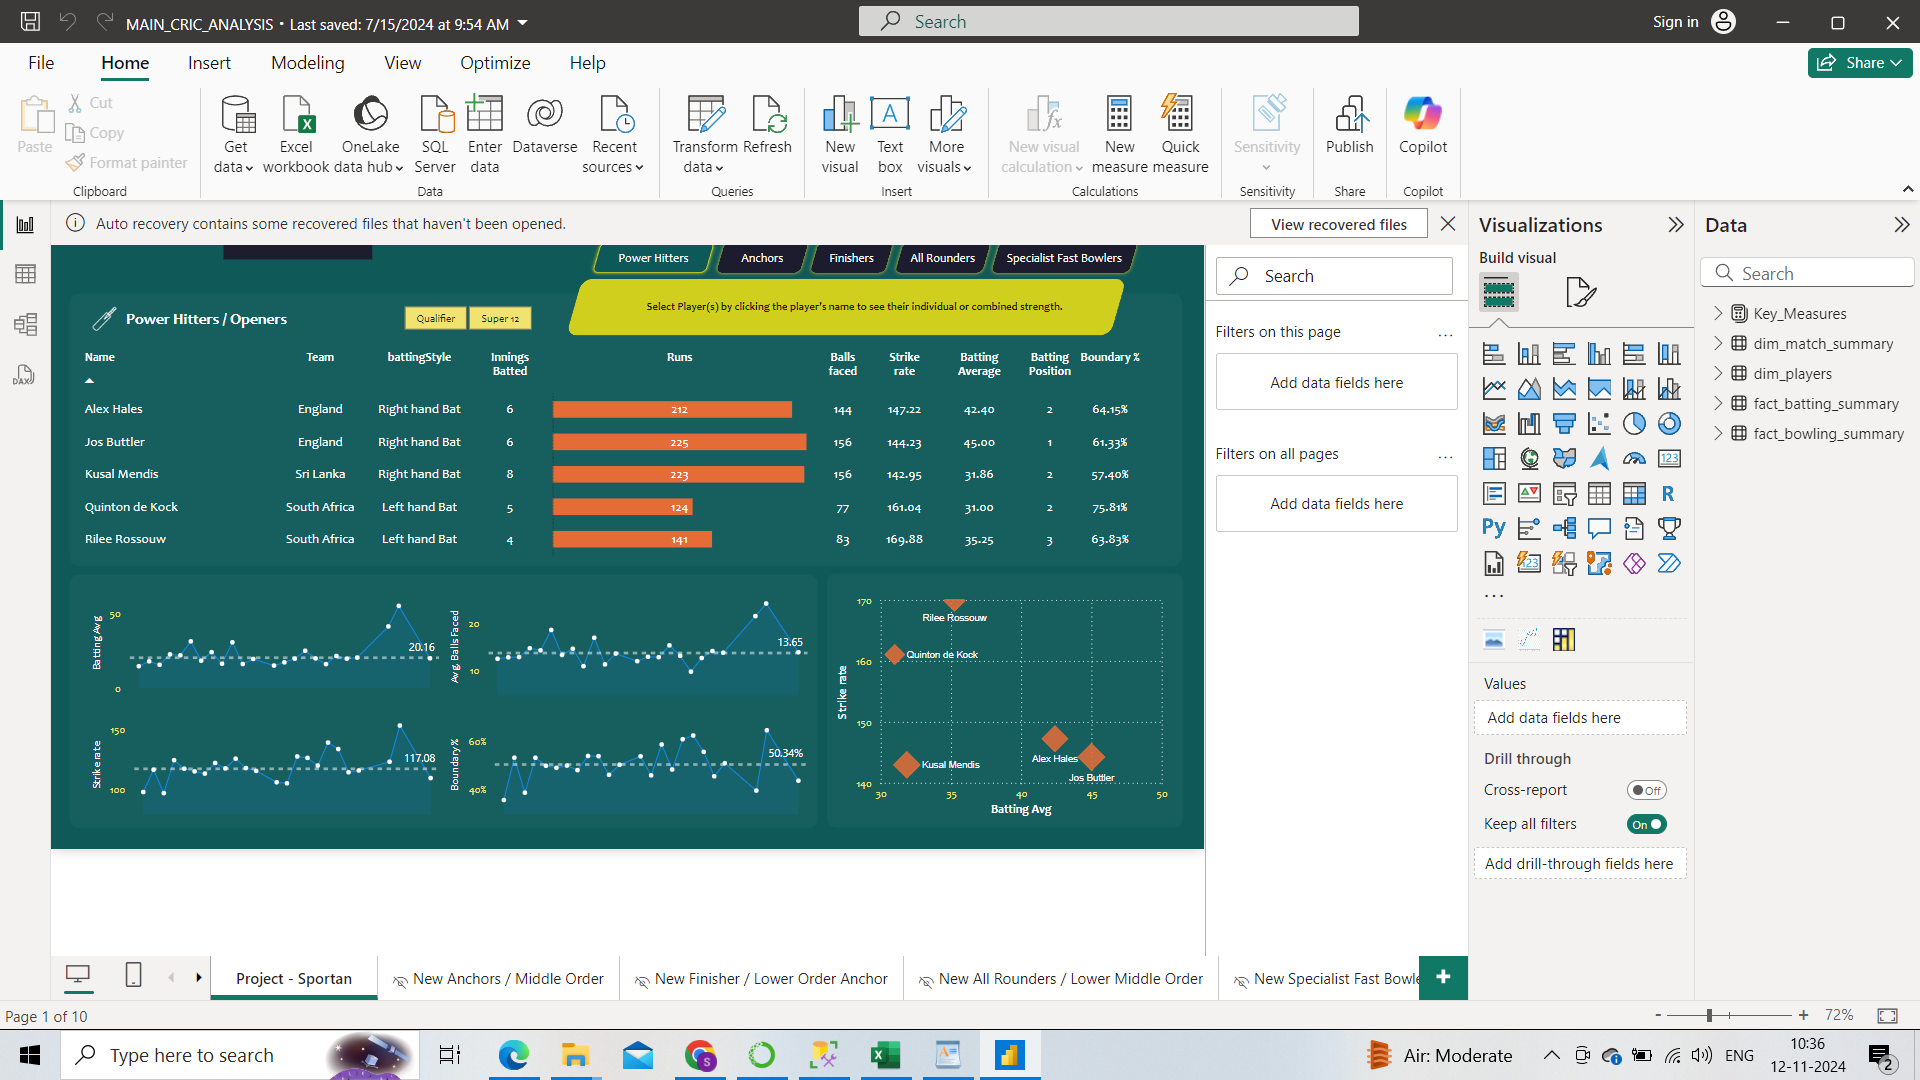 MAIN_CRIC_ANALYSIS • Last saved: 7/15/2024 at 9:54 AM
Search
Sign in
File Home Insert Modeling View Optimize Help
Share
Paste
Cut
Copy
Format painter
Clipboard
Get data
Excel workbook
OneLake data hub
SQL Server
Enter data
Dataverse
Recent sources
Data
Transform data
Refresh
Queries
New visual
Text box
More visuals
Insert
New visual calculation
New measure
Quick measure
Calculations
Sensitivity
Sensitivity
Publish
Share
Copilot
Copilot
Auto recovery contains some recovered files that haven't been opened.
View recovered files
Power Hitters
Anchors
Finishers
All Rounders
Specialist Fast Bowlers
Select Player(s) by clicking the player's name to see their individual or combined strength.
Power Hitters / Openers
Qualifier
Super 12
Name Team battingStyle Innings Batted Runs Balls faced Strike rate Batting Average Batting Position Boundary %
Alex Hales England Right hand Bat 6 212 144 147.22 42.40 2 64.15%
Jos Buttler England Right hand Bat 6 225 156 144.23 45.00 1 61.33%
Kusal Mendis Sri Lanka Right hand Bat 8 223 156 142.95 31.86 2 57.40%
Quinton de Kock South Africa Left hand Bat 5 124 77 161.04 31.00 2 75.81%
Rilee Rossouw South Africa Left hand Bat 4 141 83 169.88 35.25 3 63.83%
Batting Avg
50
0
20.16
Avg. Balls Faced
20
10
13.65
Strike rate
150
100
117.08
Boundary %
60%
40%
50.34%
Strike rate
170
160
150
140
Rilee Rossouw
Quinton de Kock
Alex Hales
Kusal Mendis
Jos Buttler
30 35 40 45 50
Batting Avg
Search
Filters on this page
...
Add data fields here
Filters on all pages
...
Add data fields here
Visualizations
Build visual
123
R
Py
123
...
Values
Add data fields here
Drill through
Cross-report
Off
Keep all filters
On
Add drill-through fields here
Data
Search
Key_Measures
dim_match_summary
dim_players
fact_batting_summary
fact_bowling_summary
DAX
Project - Sportan
New Anchors / Middle Order
New Finisher / Lower Order Anchor
New All Rounders / Lower Middle Order
New Specialist Fast Bowle
+
Page 1 of 10
- + 72%
Type here to search
Air: Moderate
ENG
10:36
12-11-2024
2